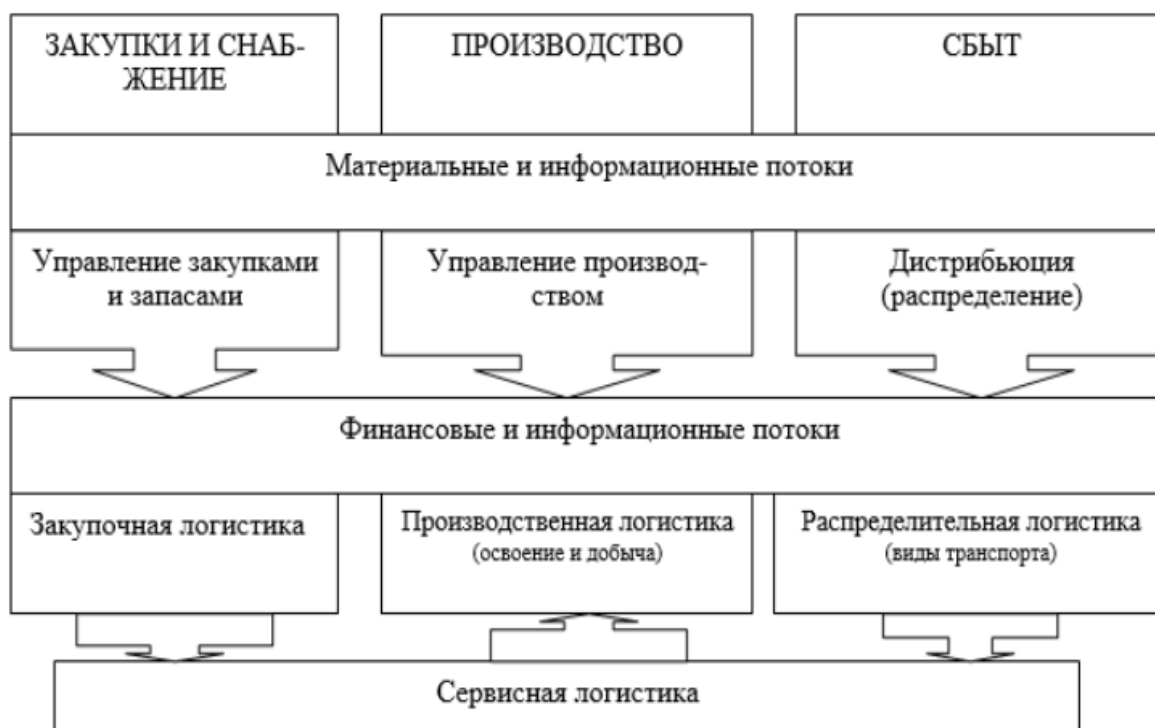 ЗАКУПКИ И СНАБ-
ЖЕНИЕ
ПРОИЗВОДСТВО
СБЫТ
Материальные и информационные потоки
Управление закупками
и запасами
Управление производ-
ством
Дистрибьюция
(распределение)
Финансовые и информационные потоки
Закупочная логистика
Производственная логистика
(освоение и добыча)
Распределительная логистика
(виды транспорта)
Сервисная логистика